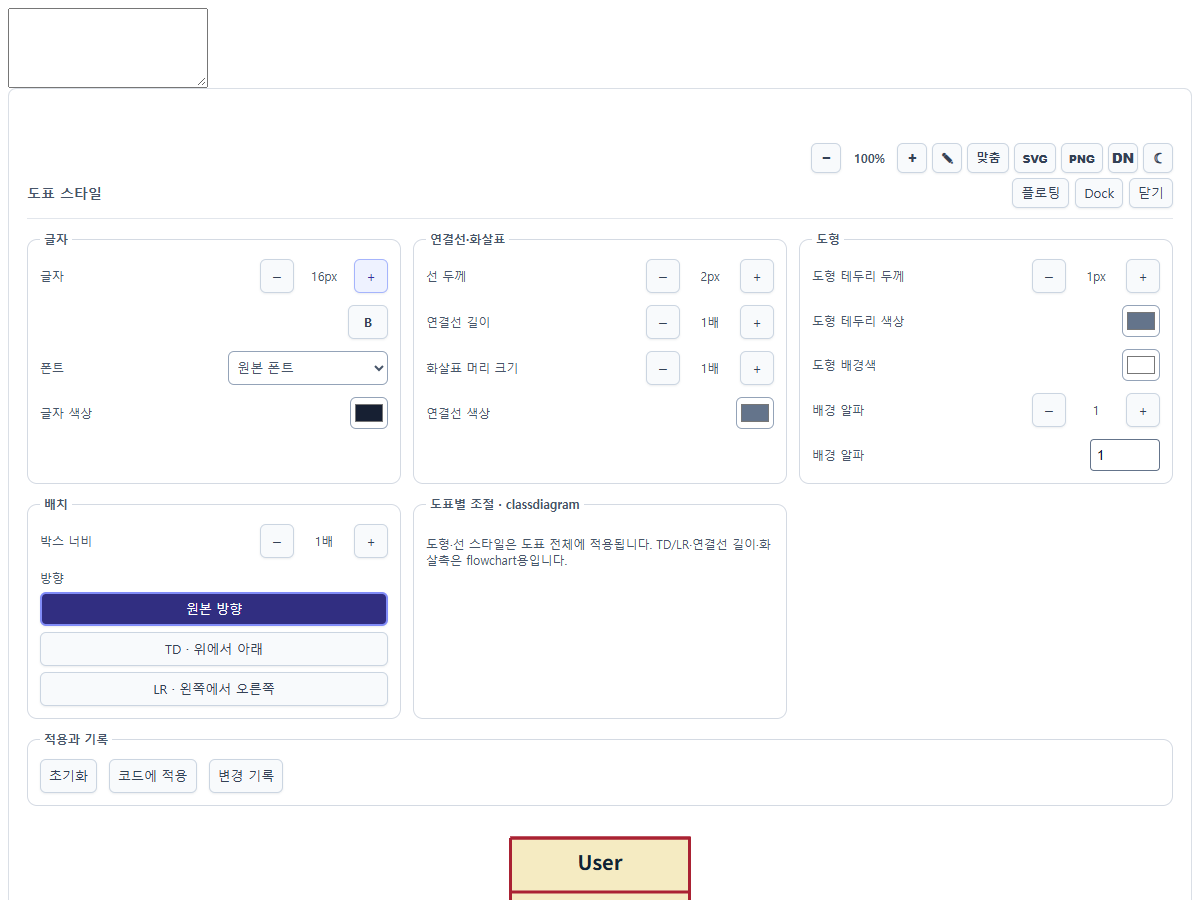 − 100% + 맞춤 SVG PNG DN
도표 스타일 플로팅 Dock 닫기
글자
글자 − 16px +
B
폰트 원본 폰트
글자 색상
연결선·화살표
선 두께 − 2px +
연결선 길이 − 1배 +
화살표 머리 크기 − 1배 +
연결선 색상
도형
도형 테두리 두께 − 1px +
도형 테두리 색상
도형 배경색
배경 알파 − 1 +
배경 알파 1
배치
박스 너비 − 1배 +
방향
원본 방향
TD · 위에서 아래
LR · 왼쪽에서 오른쪽
도표별 조절 · classdiagram
도형·선 스타일은 도표 전체에 적용됩니다. TD/LR·연결선 길이·화
살촉은 flowchart용입니다.
적용과 기록
초기화 코드에 적용 변경 기록
User